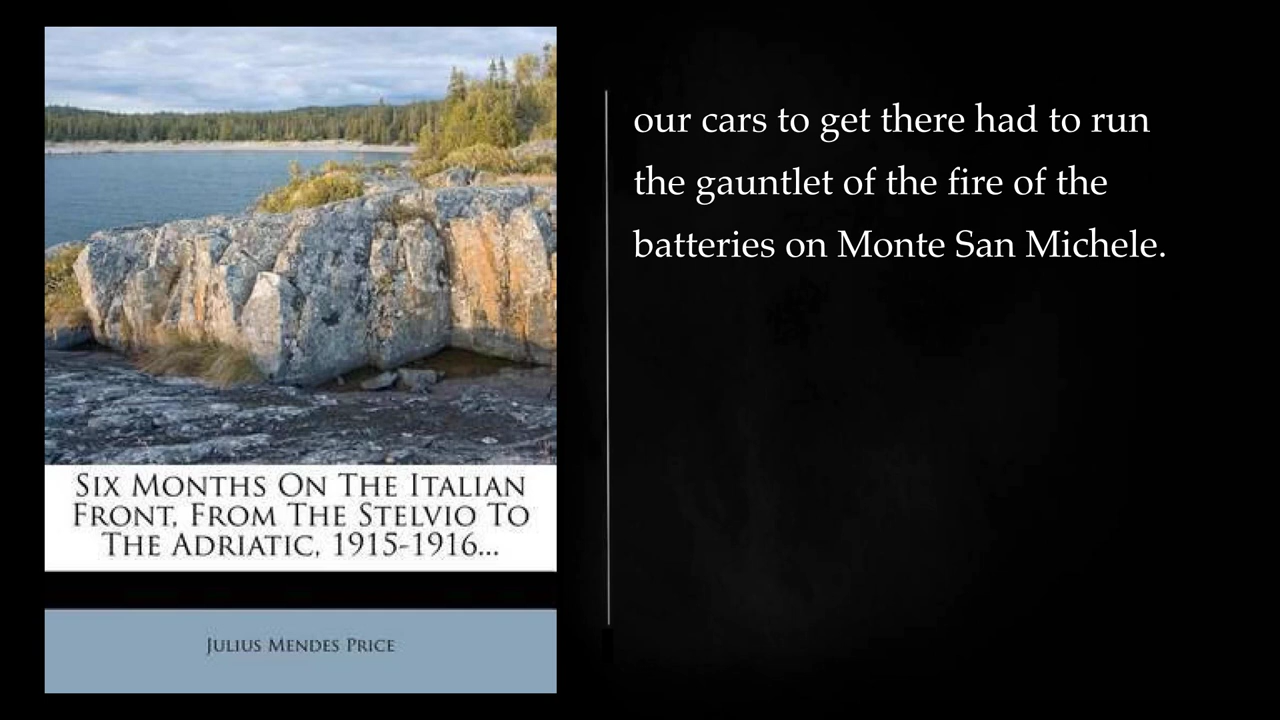 SIX MONTHS ON THE ITALIAN
FRONT, FROM THE STELVIO TO
THE ADRIATIC, 1915-1916...
JULIUS MENDES PRICE
our cars to get there had to run
the gauntlet of the fire of the
batteries on Monte San Michele.